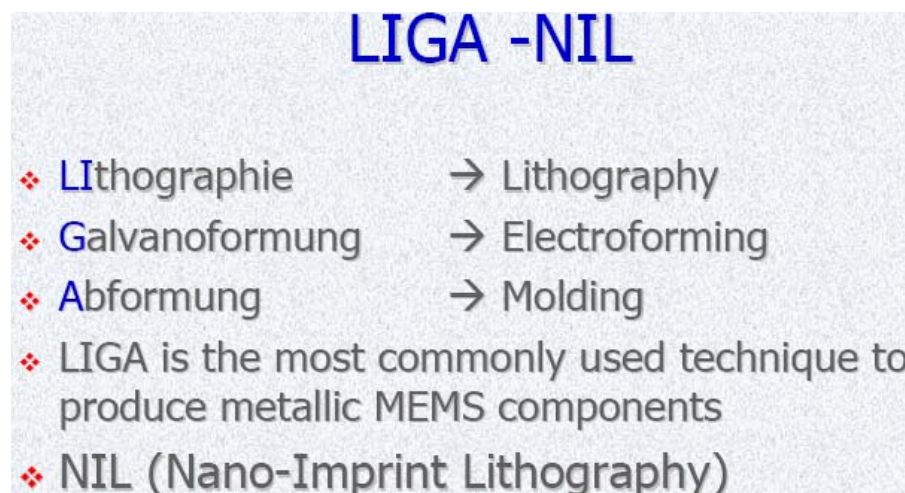 LIGA -NIL
❖ LIthographie → Lithography
❖ Galvanoformung → Electroforming
❖ Abformung → Molding
❖ LIGA is the most commonly used technique to
produce metallic MEMS components
❖ NIL (Nano-Imprint Lithography)